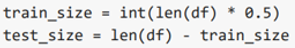 train_size = int(len(df) * 0.5)
test_size = len(df) - train_size